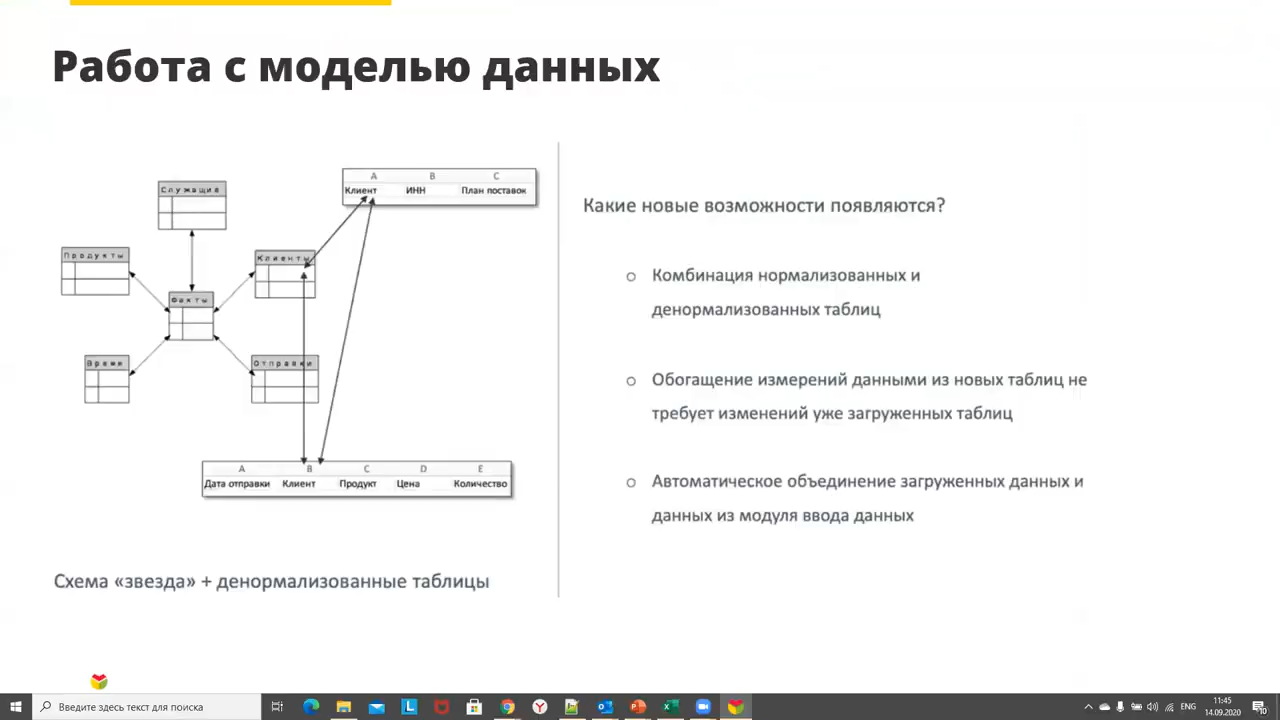 Работа с моделью данных
A B C
Клиент ИНН План поставок
Служащие
Продукты
Клиенты
Факты
Время
Отправки
A B C D E
Дата отправки Клиент Продукт Цена Количество
Схема «звезда» + денормализованные таблицы
Какие новые возможности появляются?
o Комбинация нормализованных и
денормализованных таблиц
o Обогащение измерений данными из новых таблиц не
требует изменений уже загруженных таблиц
o Автоматическое объединение загруженных данных и
данных из модуля ввода данных
Введите здесь текст для поиска
ENG
11:45
14.09.2020
10